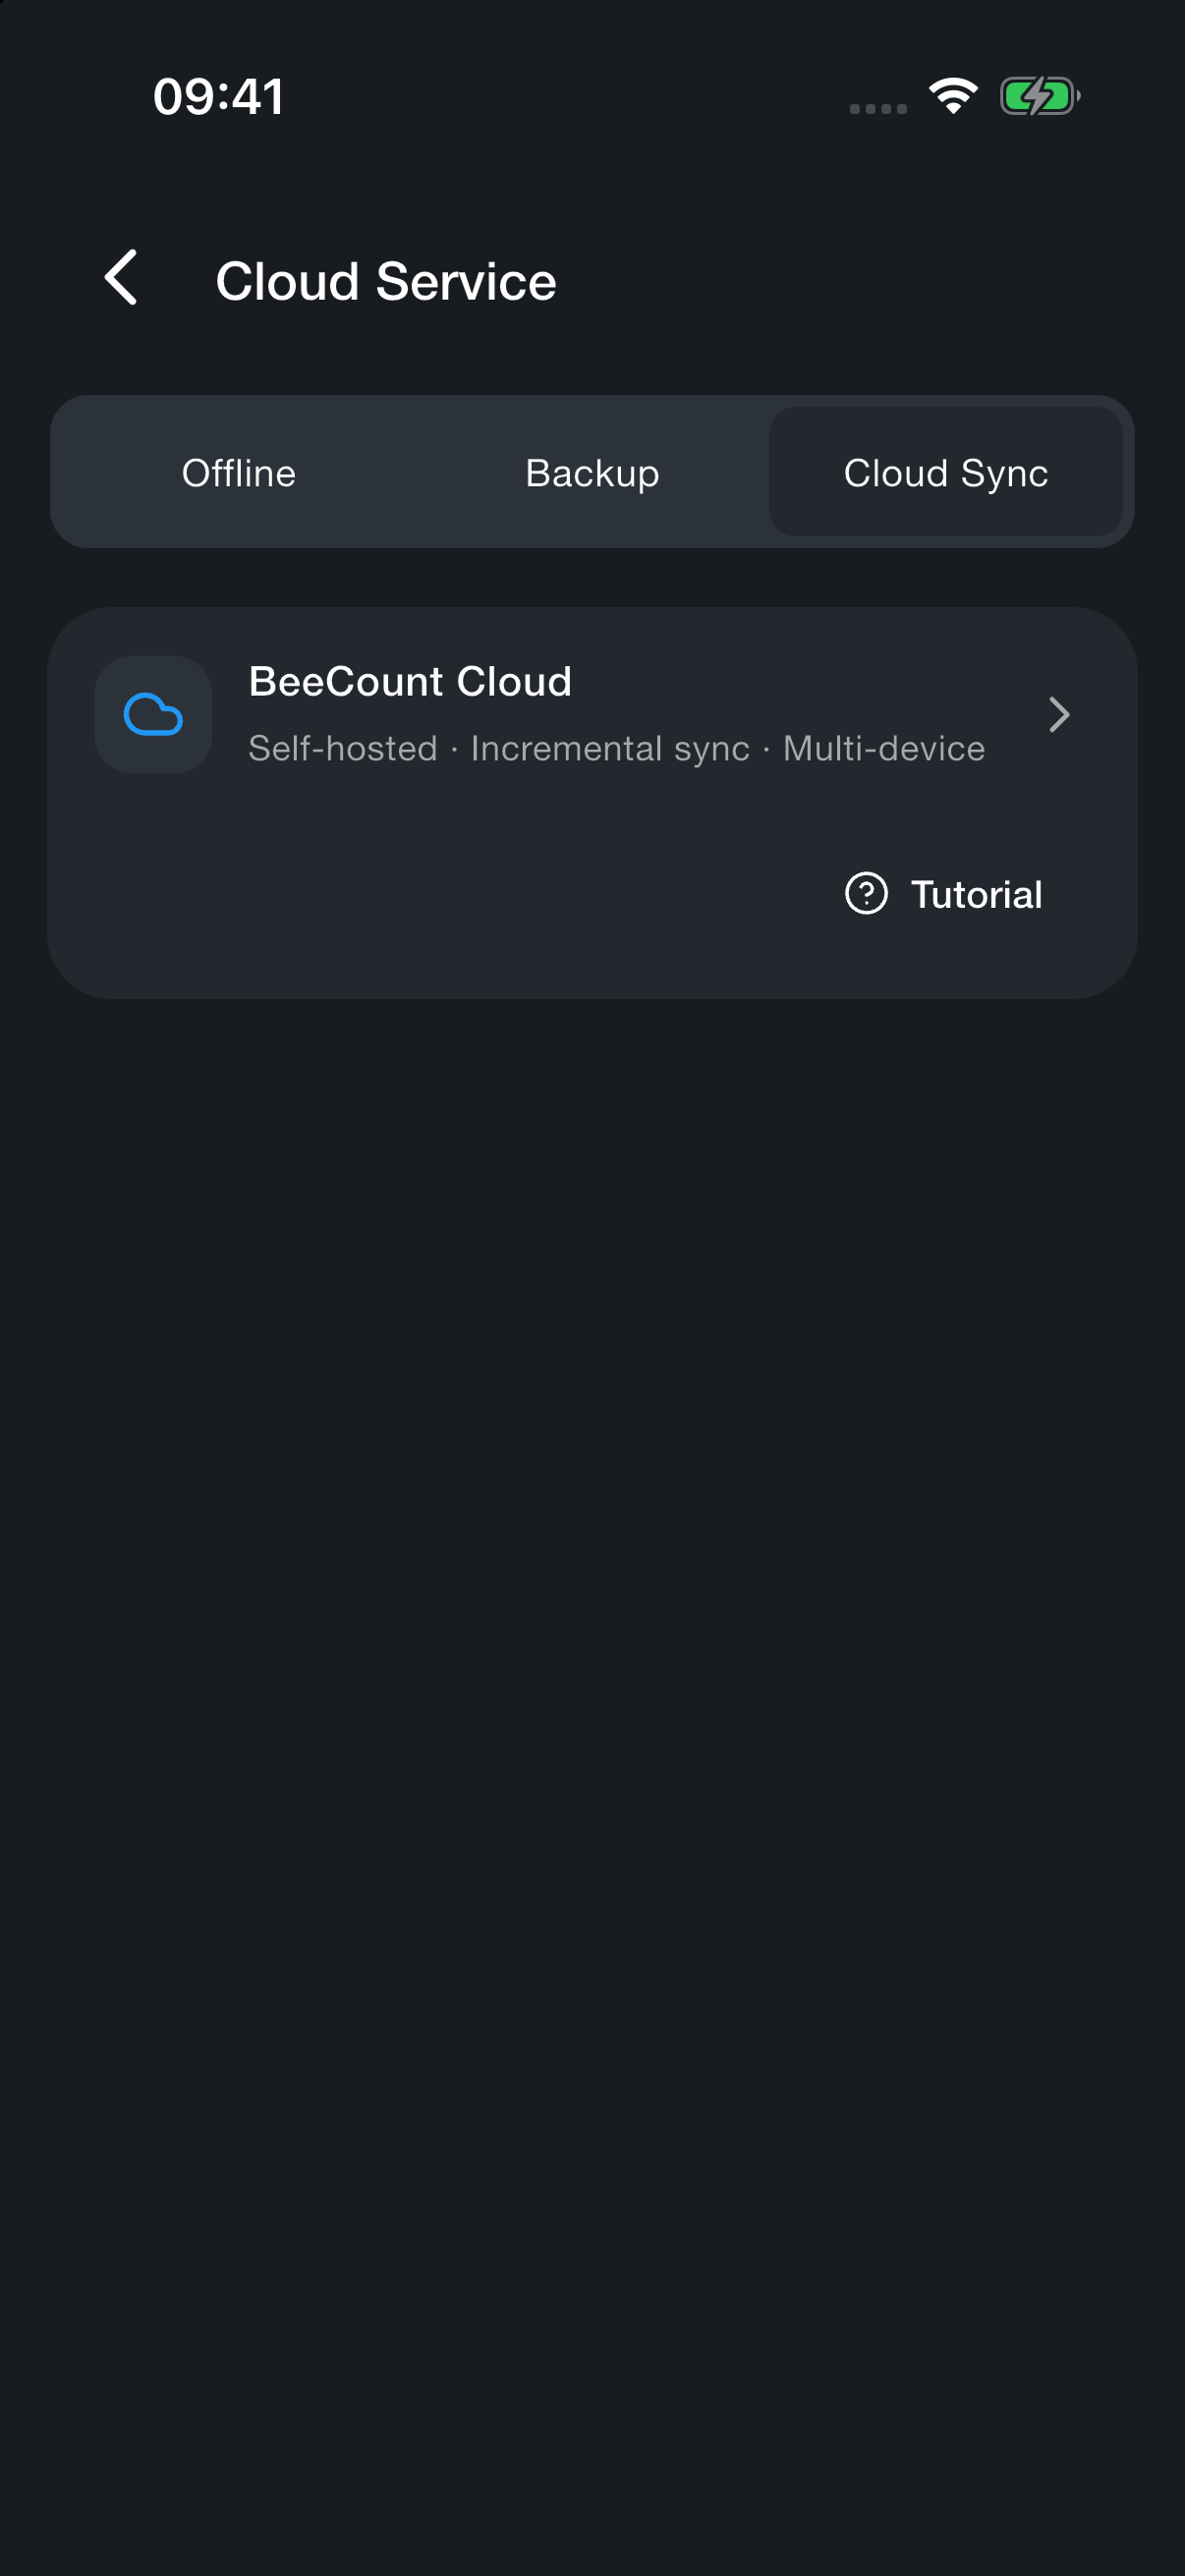 09:41
Cloud Service
Offline
Backup
Cloud Sync
BeeCount Cloud
Self-hosted · Incremental sync · Multi-device
Tutorial